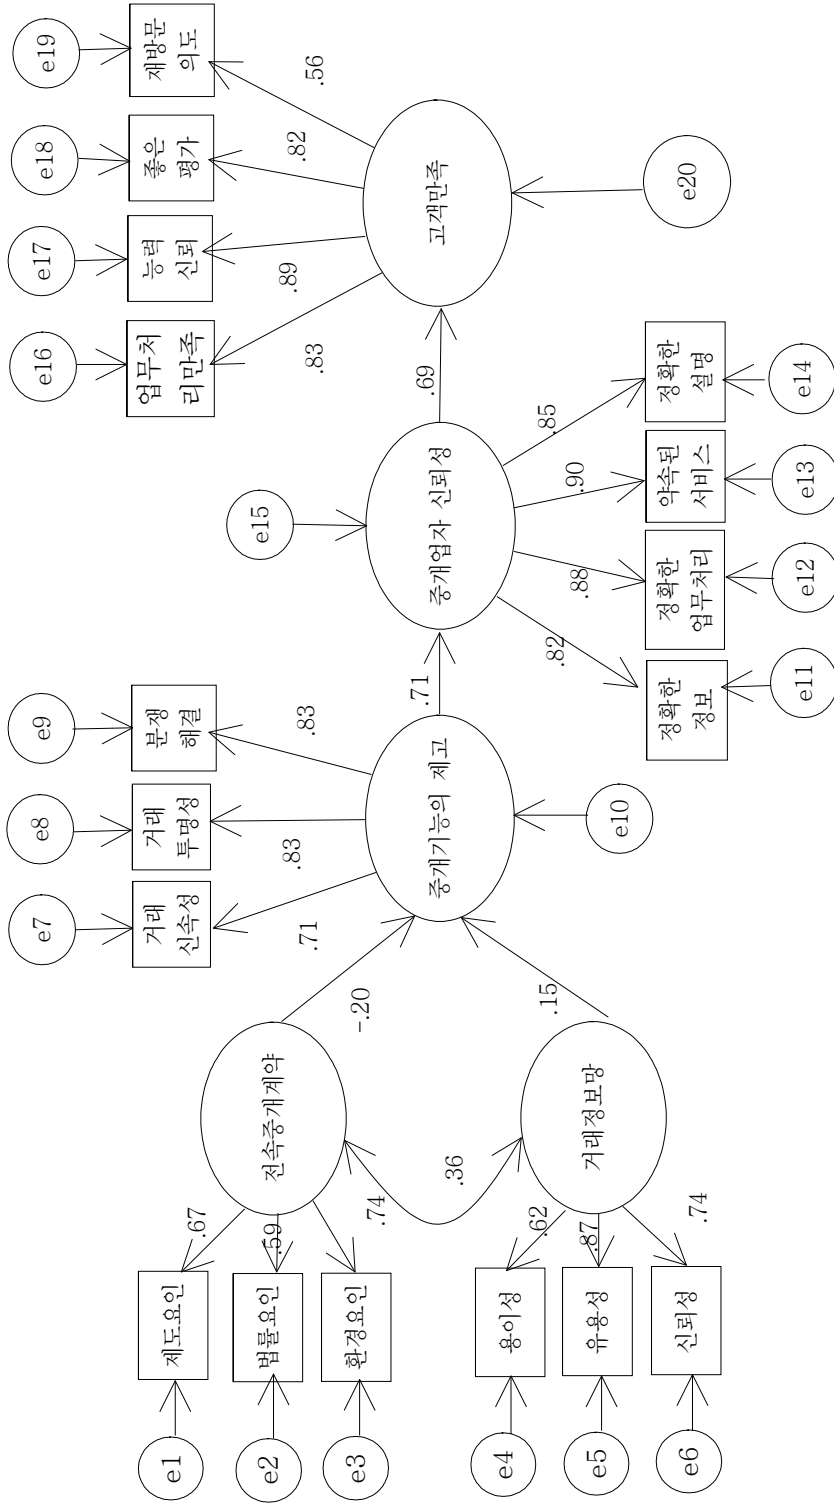 e1
제도요인
.67
e2
법률요인
.59
e3
환경요인
.74
전속중개계약
e4
용이성
.62
e5
유용성
.87
e6
신뢰성
.74
거래정보망
.36
-.20
.15
e7
거래
신속성
.71
e8
거래
투명성
.83
e9
분쟁
해결
.83
중개기능의 제고
e10
.71
e15
중개업자 신뢰성
.82
정확한
정보
e11
.88
정확한
업무처리
e12
.90
약속된
서비스
e13
.85
정확한
설명
e14
.69
e16
업무처
리만족
.83
e17
능력
신뢰
.89
e18
좋은
평가
.82
e19
재방문
의도
.56
고객만족
e20